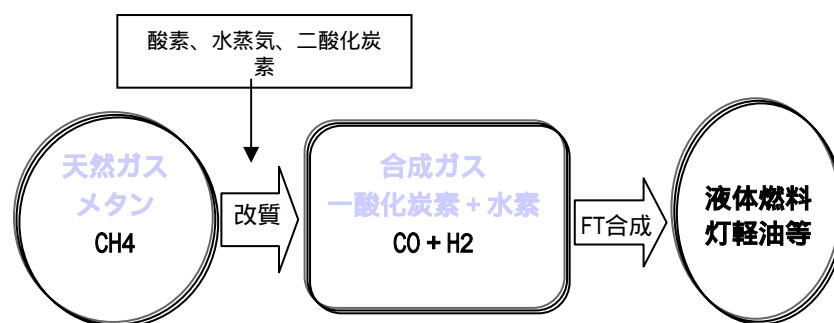 酸素、水蒸気、二酸化炭
素
天然ガス
メタン
CH4
改質
合成ガス
一酸化炭素+水素
CO+H2
FT合成
液体燃料
灯軽油等